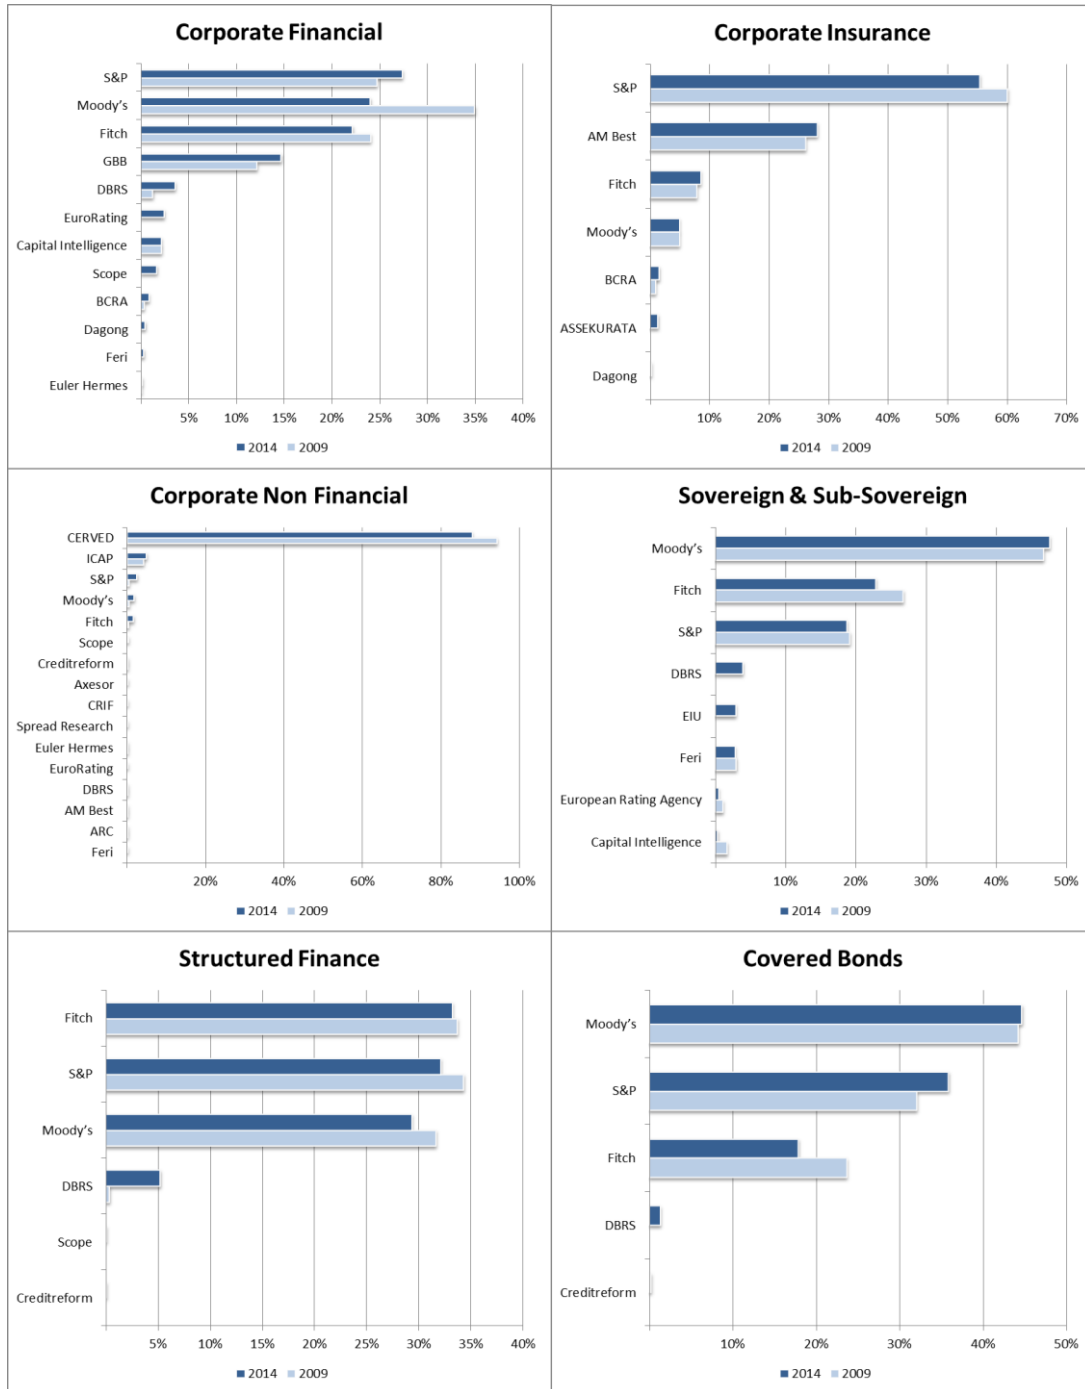 Corporate Financial
S&P
Moody's
Fitch
GBB
DBRS
EuroRating
Capital Intelligence
Scope
BCRA
Dagong
Feri
Euler Hermes
5% 10% 15% 20% 25% 30% 35% 40%
2014 2009
Corporate Insurance
S&P
AM Best
Fitch
Moody's
BCRA
ASSEKURATA
Dagong
10% 20% 30% 40% 50% 60% 70%
2014 2009
Corporate Non Financial
CERVED
ICAP
S&P
Moody's
Fitch
Scope
Creditreform
Axesor
CRIF
Spread Research
Euler Hermes
EuroRating
DBRS
AM Best
ARC
Feri
20% 40% 60% 80% 100%
2014 2009
Sovereign & Sub-Sovereign
Moody's
Fitch
S&P
DBRS
EIU
Feri
European Rating Agency
Capital Intelligence
10% 20% 30% 40% 50%
2014 2009
Structured Finance
Fitch
S&P
Moody's
DBRS
Scope
Creditreform
5% 10% 15% 20% 25% 30% 35% 40%
2014 2009
Covered Bonds
Moody's
S&P
Fitch
DBRS
Creditreform
10% 20% 30% 40% 50%
2014 2009